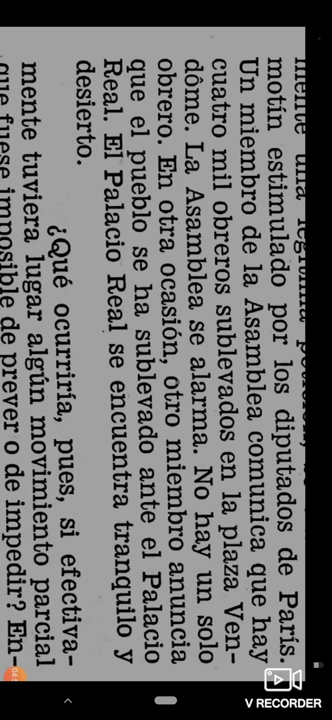 mente una legítima
motín estimulado por los diputados de París.
Un miembro de la Asamblea comunica que hay
cuatro mil obreros sublevados en la plaza Ven-
dôme. La Asamblea se alarma. No hay un solo
obrero. En otra ocasión, otro miembro anuncia
que el pueblo se ha sublevado ante el Palacio
Real. El Palacio Real se encuentra tranquilo y
desierto.
¿Qué ocurriría, pues, si efectiva-
mente tuviera lugar algún movimiento parcial
que fuese imposible de prever o de impedir? En-
V RECORDER